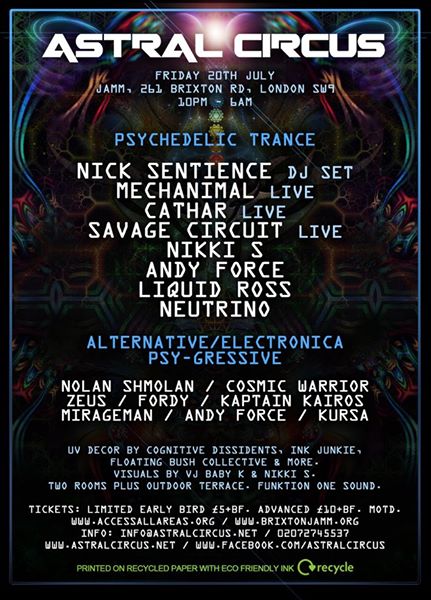 ASTRAL CIRCUS
FRIDAY 20TH JULY
JAMM, 261 BRIXTON RD, LONDON SW9
10PM - 6AM
PSYCHEDELIC TRANCE
NICK SENTIENCE DJ SET
MECHANIMAL LIVE
CATHAR LIVE
SAVAGE CIRCUIT LIVE
NIKKI S
ANDY FORCE
LIQUID ROSS
NEUTRINO
ALTERNATIVE/ELECTRONICA
PSY-GRESSIVE
NOLAN SHMOLAN / COSMIC WARRIOR
ZEUS / FORDY / KAPTAIN KAIROS
MIRAGEMAN / ANDY FORCE / KURSA
UV DECOR BY COGNITIVE DISSIDENTS, INK JUNKIE,
FLOATING BUSH COLLECTIVE & MORE.
VISUALS BY VJ BABY K & NIKKI S.
TWO ROOMS PLUS OUTDOOR TERRACE. FUNKTION ONE SOUND.
TICKETS: LIMITED EARLY BIRD £5+BF. ADVANCED £10+BF. MOTD.
WWW.ACCESSALLAREAS.ORG / WWW.BRIXTONJAMM.ORG
INFO: INFO@ASTRALCIRCUS.NET / 02072745537
WWW.ASTRALCIRCUS.NET / WWW.FACEBOOK.COM/ASTRALCIRCUS
PRINTED ON RECYCLED PAPER WITH ECO FRIENDLY INK recycle